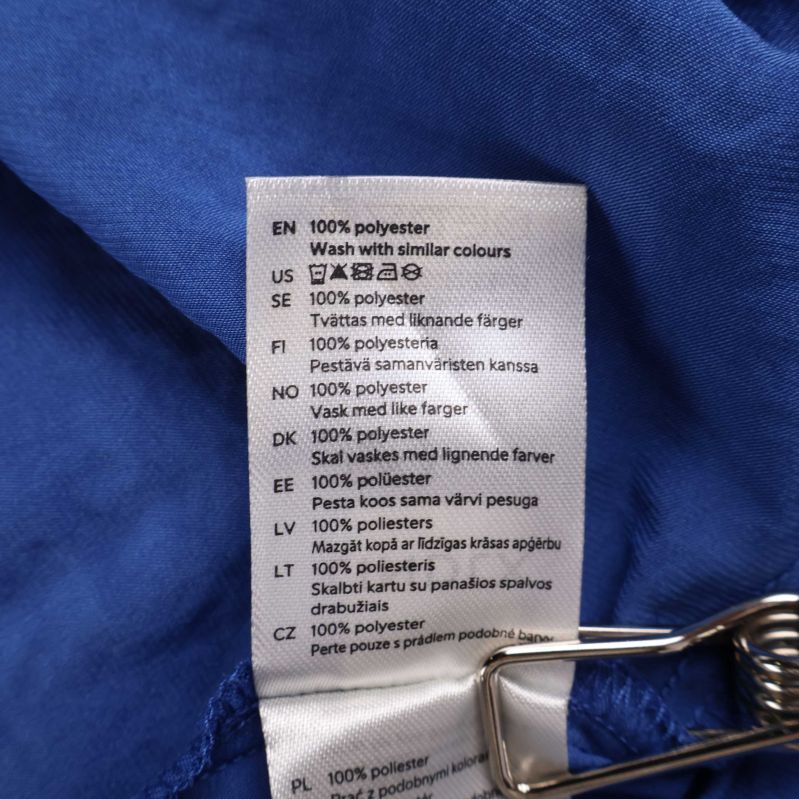 EN 100% polyester
Wash with similar colours
US
SE 100% polyester
Tvättas med liknande färger
FI 100% polyesteria
Pestävä samanväristen kanssa
NO 100% polyester
Vask med like farger
DK 100% polyester
Skal vaskes med lignende farver
EE 100% polüester
Pesta koos sama värvi pesuga
LV 100% poliesters
Mazgāt kopā ar līdzīgas krāsas apģērbu
LT 100% poliesteris
Skalbti kartu su panašios spalvos
drabužiais
CZ 100% polyester
Perte pouze s prádlem podobné
PL 100% poliester
Prać z podobnymi